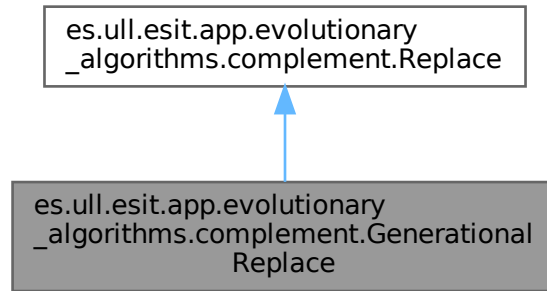 es.ull.esit.app.evolutionary
_algorithms.complement.Replace
es.ull.esit.app.evolutionary
_algorithms.complement.Generational
Replace